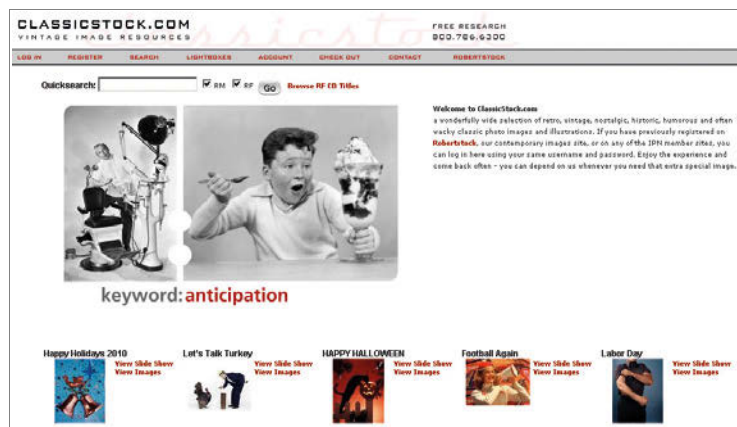 CLASSICSTOCK.COM
VINTAGE IMAGE RESOURCES
FREE RESEARCH
800.786.6300
LOG IN REGISTER SEARCH LIGHTBOXES ACCOUNT CHECK OUT CONTACT ROBERTSTOCK
Quicksearch: RM RF Go Browse RF CD Titles
Welcome to ClassicStock.com
a wonderfully wide selection of retro, vintage, nostalgic, historic, humorous and often
wacky classic photo images and illustrations. If you have previously registered on
Robertstock, our contemporary images site, or on any of the IPN member sites, you
can log in here using your same username and password. Enjoy the experience and
come back often - you can depend on us whenever you need that extra special image.
keyword: anticipation
Happy Holidays 2010
View Slide Show
View Images
Let's Talk Turkey
View Slide Show
View Images
HAPPY HALLOWEEN
View Slide Show
View Images
Football Again
View Slide Show
View Images
Labor Day
View Slide Show
View Images